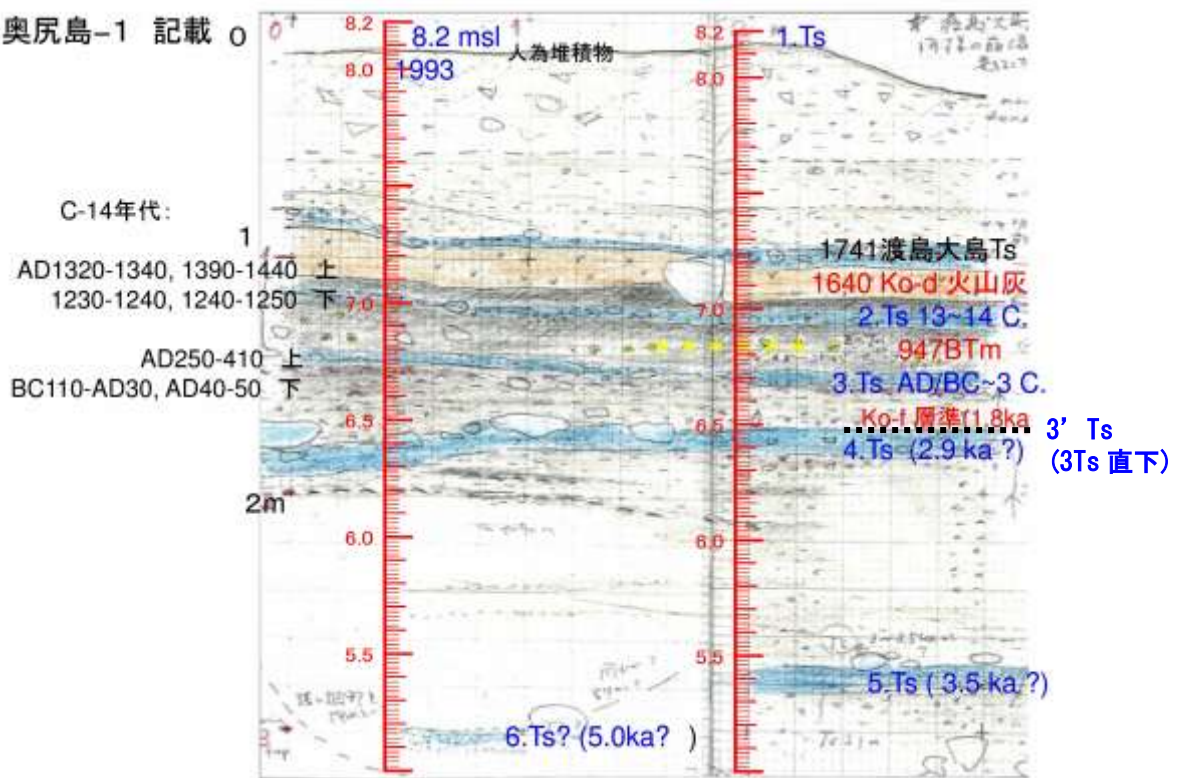 奥尻島−1 記載
0
0
1
8.2
8.2 msl
8.2
1.Ts
8.0
1993
人為堆積物
8.0
C-14年代:
1
1741渡島大島Ts
AD1320-1340, 1390-1440 上
1640 Ko-d 火山灰
1230-1240, 1240-1250 下
7.0
7.0
2.Ts 13~14 C.
947BTm
AD250-410 上
3.Ts AD/BC~3 C.
BC110-AD30, AD40-50 下
6.5
6.5
Ko-f 層準(1.8ka
3’ Ts
4.Ts (2.9 ka ?)
(3Ts 直下)
2m
6.0
6.0
5.5
5.5
5.Ts ( 3.5 ka ?)
6.Ts? (5.0ka? )